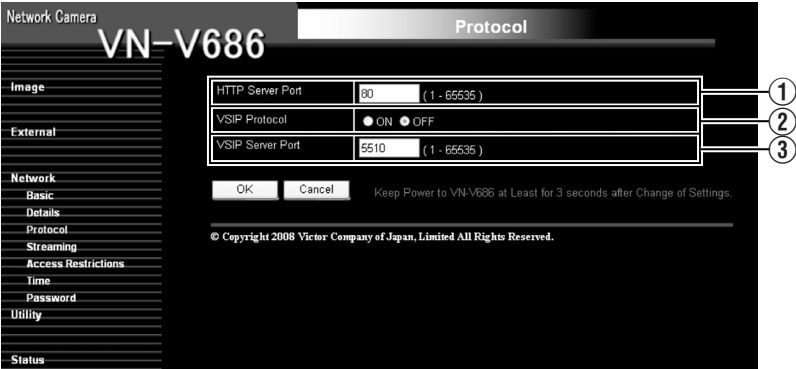 Network Camera
VN-V686
Protocol
Image
External
Network
Basic
Details
Protocol
Streaming
Access Restrictions
Time
Password
Utility
Status
HTTP Server Port 80 ( 1 - 65535 ) 1
VSIP Protocol ON OFF 2
VSIP Server Port 5510 ( 1 - 65535 ) 3
OK Cancel Keep Power to VN-V686 at Least for 3 seconds after Change of Settings.
© Copyright 2008 Victor Company of Japan, Limited All Rights Reserved.